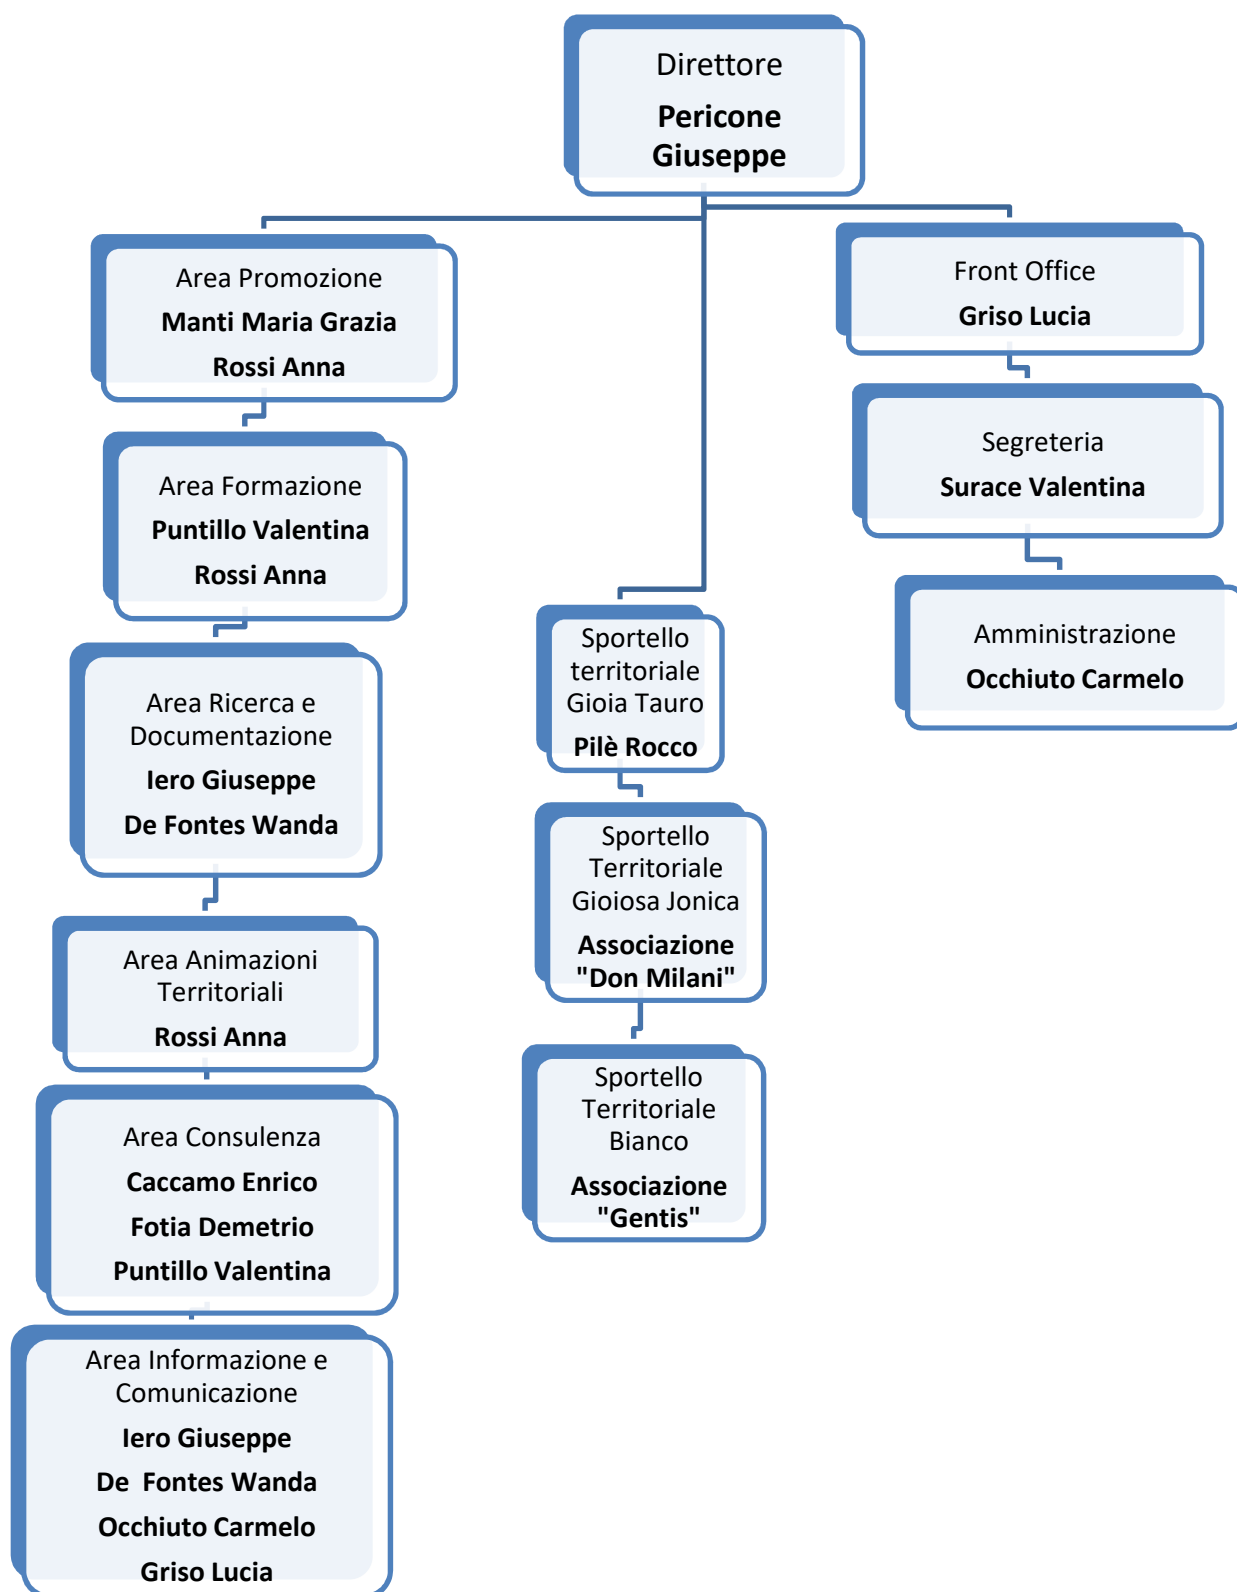 Direttore
Pericone
Giuseppe
Area Promozione
Manti Maria Grazia
Rossi Anna
Area Formazione
Puntillo Valentina
Rossi Anna
Area Ricerca e
Documentazione
Iero Giuseppe
De Fontes Wanda
Area Animazioni
Territoriali
Rossi Anna
Area Consulenza
Caccamo Enrico
Fotia Demetrio
Puntillo Valentina
Area Informazione e
Comunicazione
Iero Giuseppe
De  Fontes Wanda
Occhiuto Carmelo
Griso Lucia
Sportello
territoriale
Gioia Tauro
Pilè Rocco
Sportello
Territoriale
Gioiosa Jonica
Associazione
"Don Milani"
Sportello
Territoriale
Bianco
Associazione
"Gentis"
Front Office
Griso Lucia
Segreteria
Surace Valentina
Amministrazione
Occhiuto Carmelo